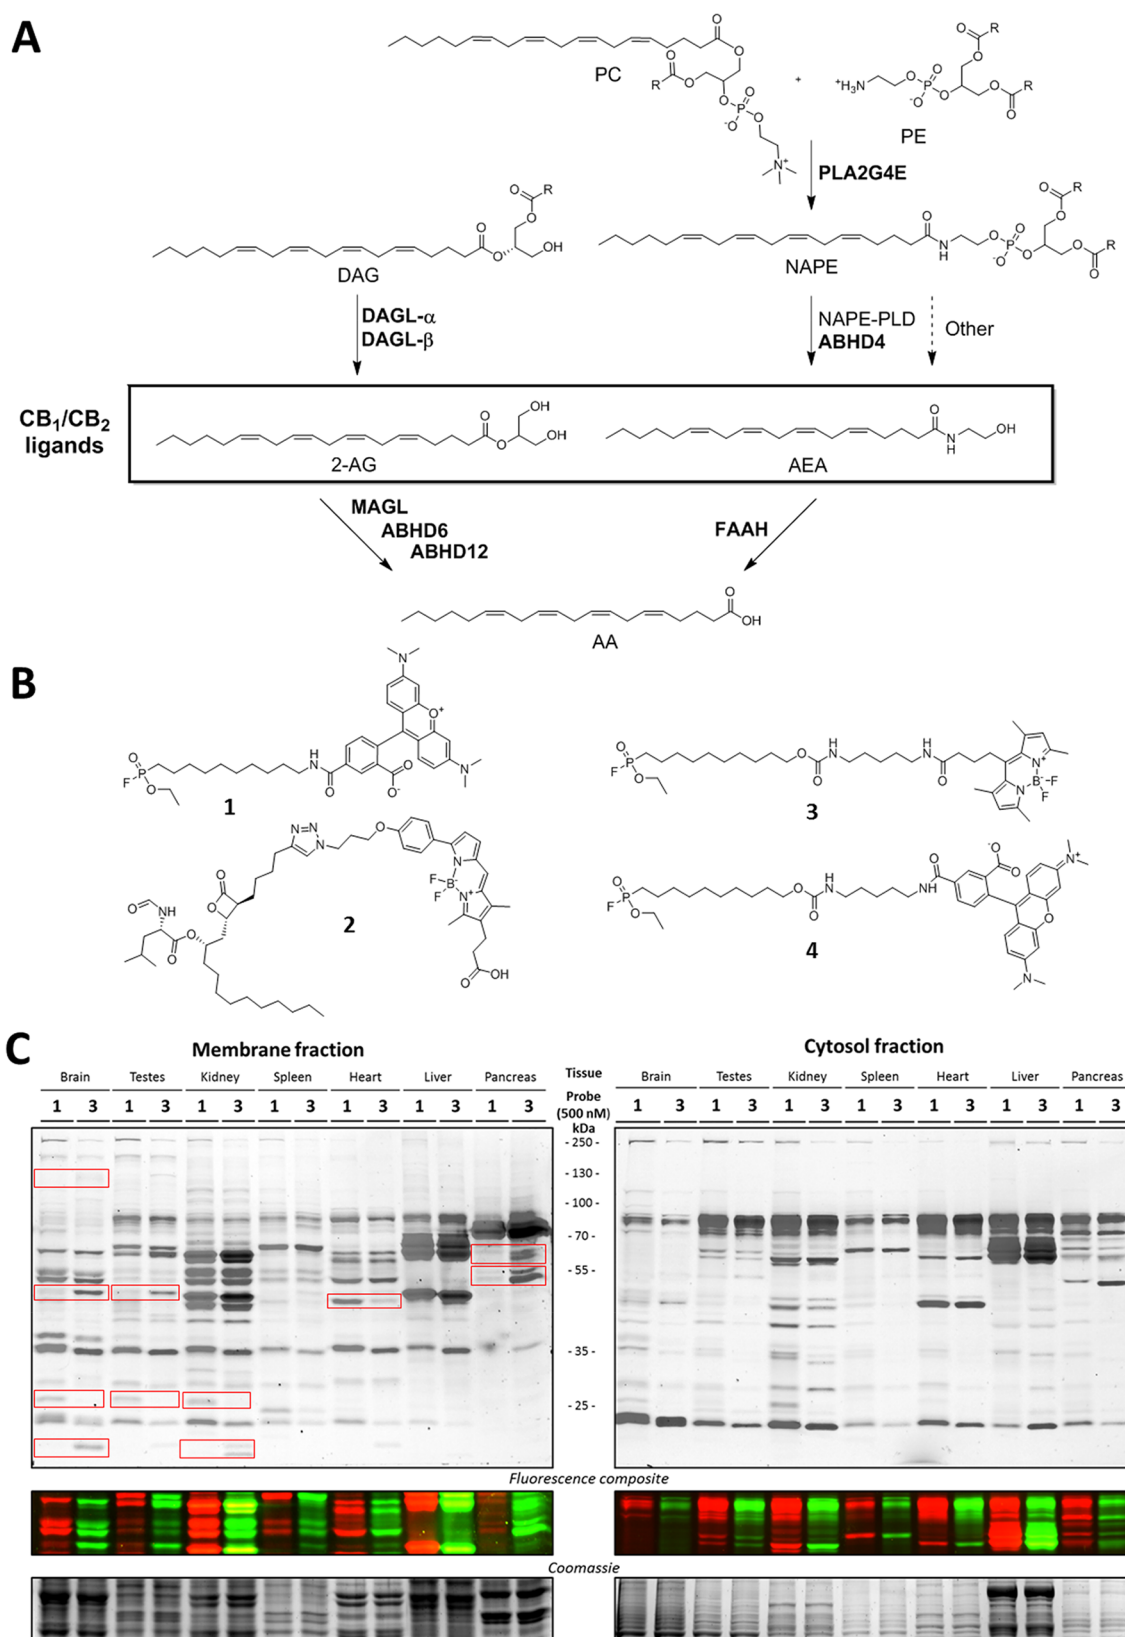 A
PC
+
PE
PLA2G4E
DAG
NAPE
DAGL-α
DAGL-β
NAPE-PLD
ABHD4
Other
CB1/CB2
ligands
2-AG
AEA
MAGL
ABHD6
ABHD12
FAAH
AA
B
1
2
3
4
C
Membrane fraction
Cytosol fraction
Brain Testes Kidney Spleen Heart Liver Pancreas Tissue Brain Testes Kidney Spleen Heart Liver Pancreas
1 3 1 3 1 3 1 3 1 3 1 3 1 3 Probe (500 nM) 1 3 1 3 1 3 1 3 1 3 1 3 1 3
kDa
- 250 -
- 130 -
- 100 -
- 70 -
- 55 -
- 35 -
- 25 -
Fluorescence composite
Coomassie